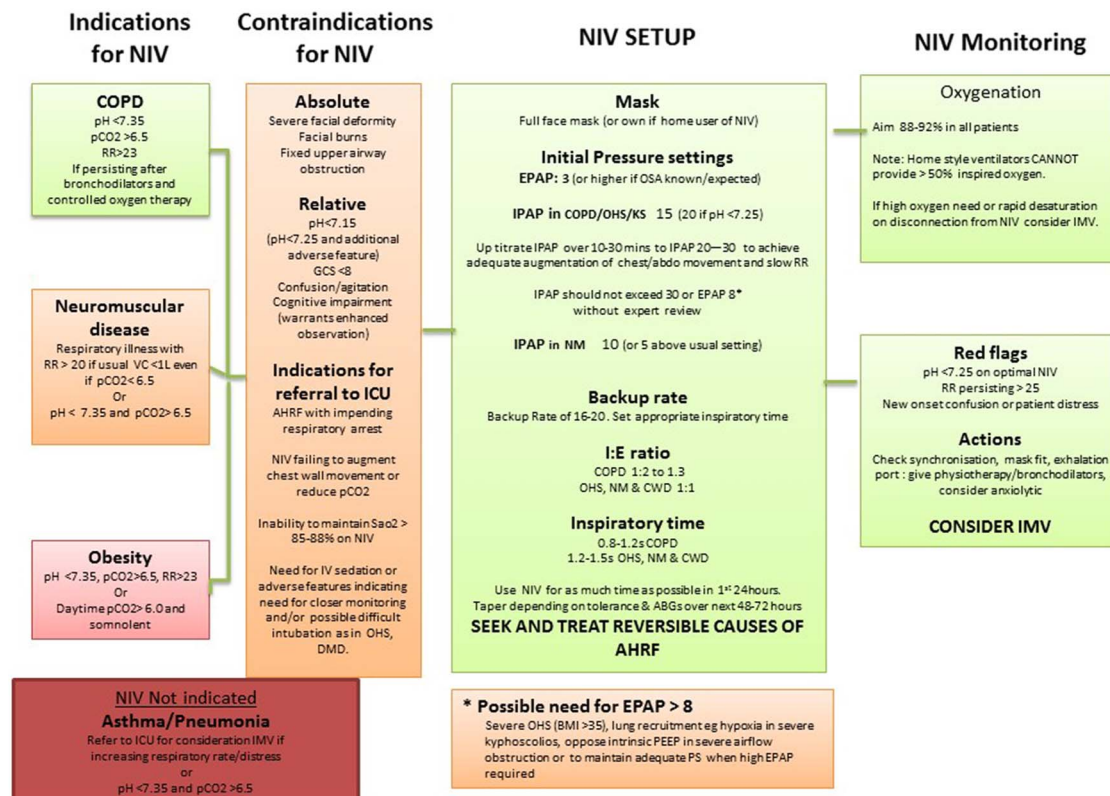 Indications
for NIV
COPD
pH <7.35
pCO2 >6.5
RR>23
If persisting after
bronchodilators and
controlled oxygen therapy
Neuromuscular
disease
Respiratory illness with
RR > 20 if usual VC <1L even
if pCO2< 6.5
Or
pH < 7.35 and pCO2> 6.5
Obesity
pH <7.35, pCO2>6.5, RR>23
Or
Daytime pCO2> 6.0 and
somnolent
NIV Not indicated
Asthma/Pneumonia
Refer to ICU for consideration IMV if
increasing respiratory rate/distress
or
pH <7.35 and pCO2 >6.5
Contraindications
for NIV
Absolute
Severe facial deformity
Facial burns
Fixed upper airway
obstruction
Relative
pH<7.15
(pH<7.25 and additional
adverse feature)
GCS <8
Confusion/agitation
Cognitive impairment
(warrants enhanced
observation)
Indications for
referral to ICU
AHRF with impending
respiratory arrest
NIV failing to augment
chest wall movement or
reduce pCO2
Inability to maintain Sao2 >
85-88% on NIV
Need for IV sedation or
adverse features indicating
need for closer monitoring
and/or possible difficult
intubation as in OHS,
DMD.
NIV SETUP
Mask
Full face mask (or own if home user of NIV)
Initial Pressure settings
EPAP: 3 (or higher if OSA known/expected)
IPAP in COPD/OHS/KS 15 (20 if pH <7.25)
Up titrate IPAP over 10-30 mins to IPAP 20—30 to achieve
adequate augmentation of chest/abdo movement and slow RR
IPAP should not exceed 30 or EPAP 8*
without expert review
IPAP in NM 10 (or 5 above usual setting)
Backup rate
Backup Rate of 16-20. Set appropriate inspiratory time
I:E ratio
COPD 1:2 to 1.3
OHS, NM & CWD 1:1
Inspiratory time
0.8-1.2s COPD
1.2-1.5s OHS, NM & CWD
Use NIV for as much time as possible in 1st 24hours.
Taper depending on tolerance & ABGs over next 48-72 hours
SEEK AND TREAT REVERSIBLE CAUSES OF
AHRF
* Possible need for EPAP > 8
Severe OHS (BMI >35), lung recruitment eg hypoxia in severe
kyphoscolios, oppose intrinsic PEEP in severe airflow
obstruction or to maintain adequate PS when high EPAP
required
NIV Monitoring
Oxygenation
Aim 88-92% in all patients
Note: Home style ventilators CANNOT
provide > 50% inspired oxygen.
If high oxygen need or rapid desaturation
on disconnection from NIV consider IMV.
Red flags
pH <7.25 on optimal NIV
RR persisting > 25
New onset confusion or patient distress
Actions
Check synchronisation, mask fit, exhalation
port : give physiotherapy/bronchodilators,
consider anxiolytic
CONSIDER IMV